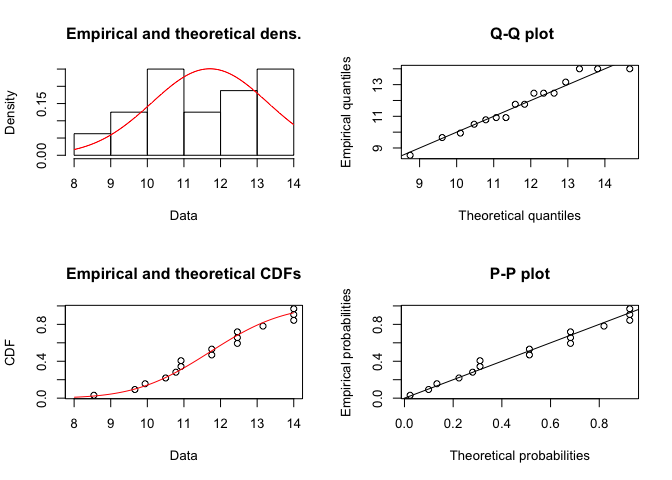 Empirical and theoretical dens.
Density
0.00 0.15
8 9 10 11 12 13 14
Data
Q-Q plot
Empirical quantiles
9 11 13
9 10 11 12 13 14
Theoretical quantiles
Empirical and theoretical CDFs
CDF
0.0 0.4 0.8
8 9 10 11 12 13 14
Data
P-P plot
Empirical probabilities
0.0 0.4 0.8
0.0 0.2 0.4 0.6 0.8
Theoretical probabilities